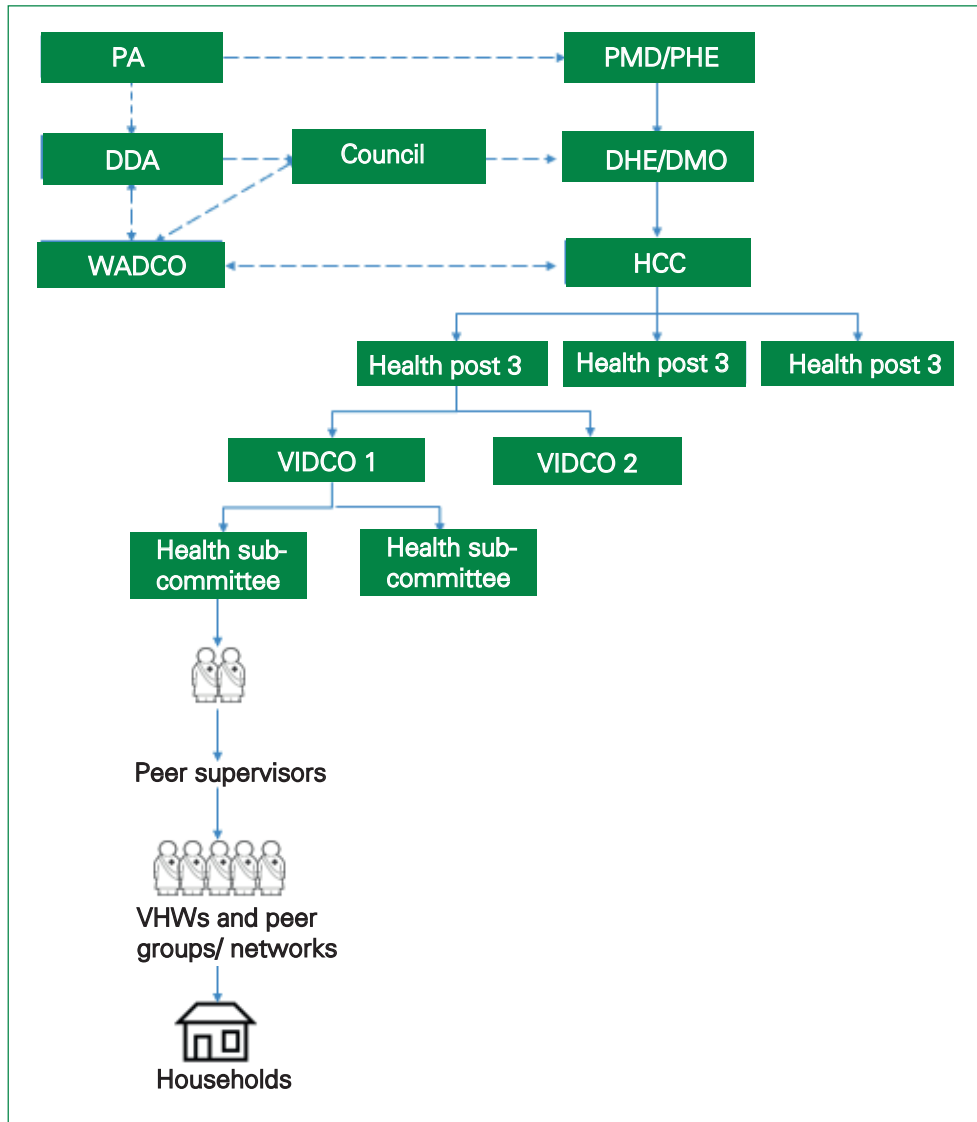 PA
PMD/PHE
DDA
Council
DHE/DMO
WADCO
HCC
Health post 3
Health post 3
Health post 3
VIDCO 1
VIDCO 2
Health sub-
committee
Health sub-
committee
Peer supervisors
VHWs and peer
groups/ networks
Households